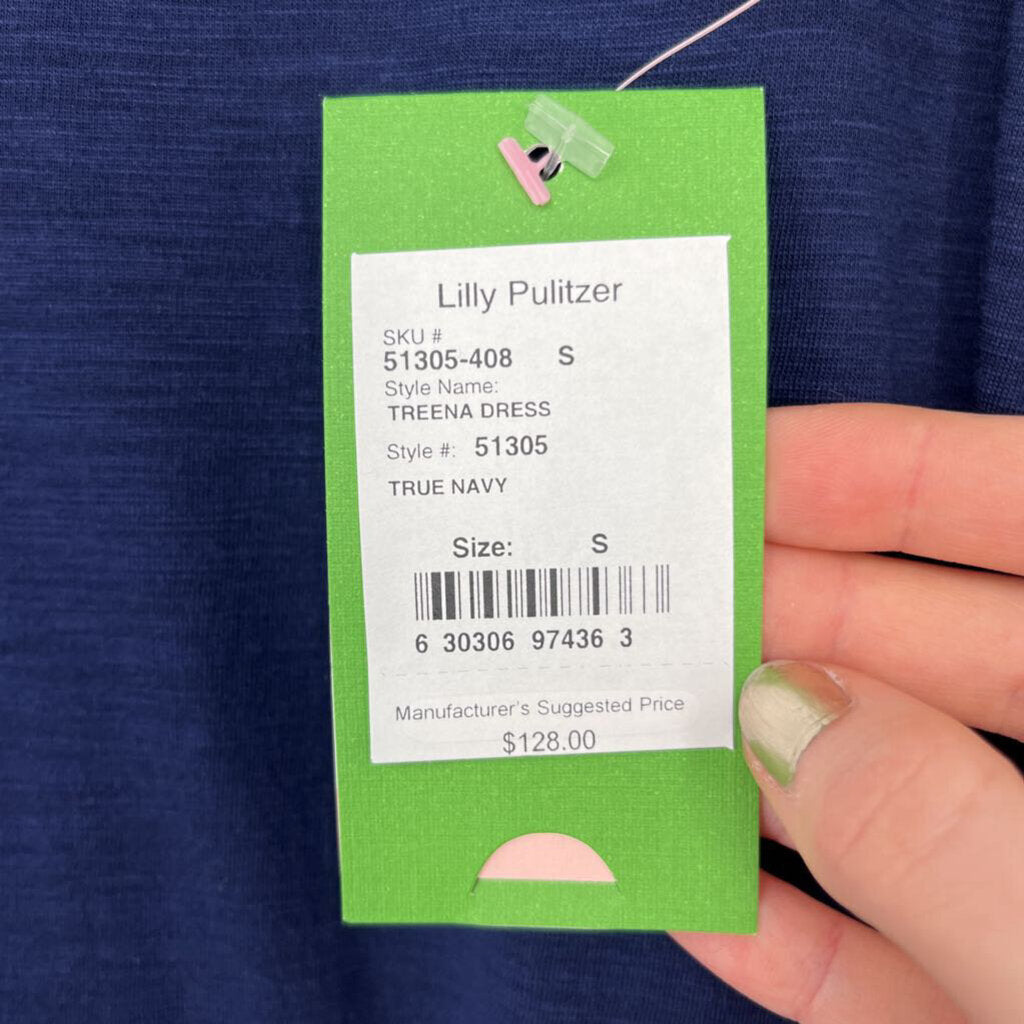 Lilly Pulitzer
SKU #
51305-408 S
Style Name:
TREENA DRESS
Style #: 51305
TRUE NAVY
Size: S
6 30306 97436 3
Manufacturer's Suggested Price
$128.00